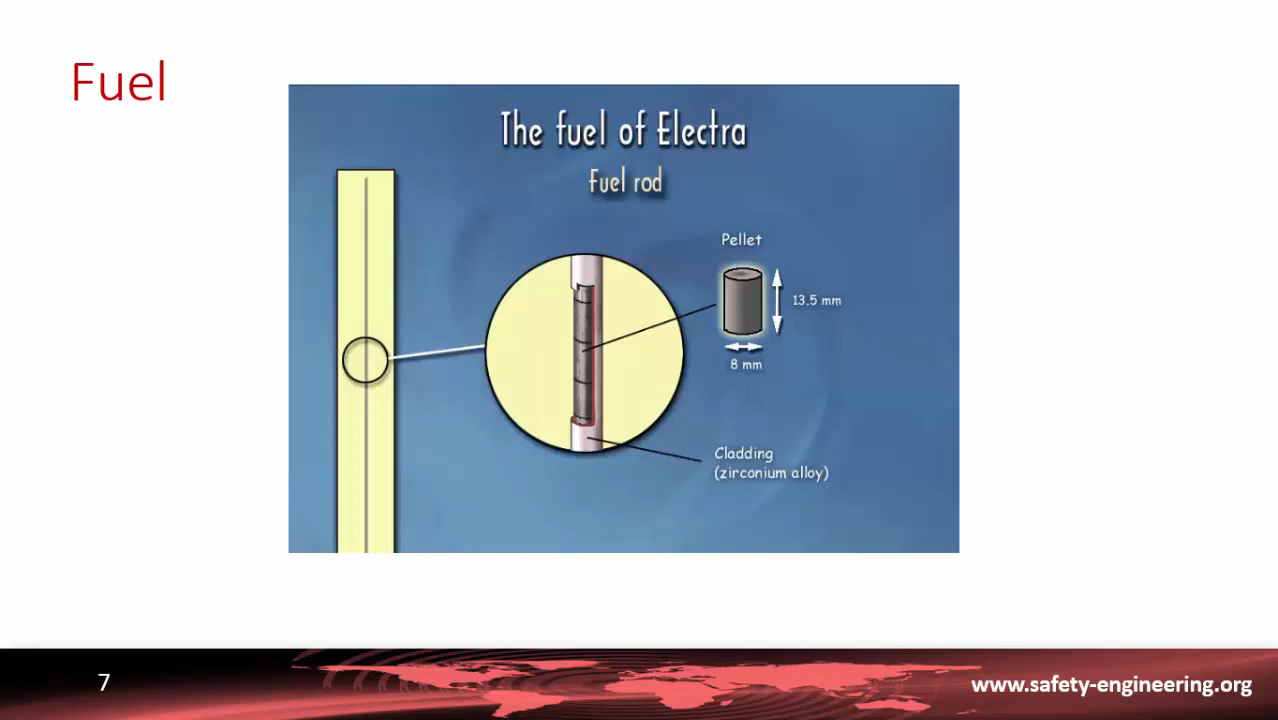 Fuel
The fuel of Electra
Fuel rod
Pellet
13.5 mm
8 mm
Cladding
(zirconium alloy)
7
www.safety-engineering.org